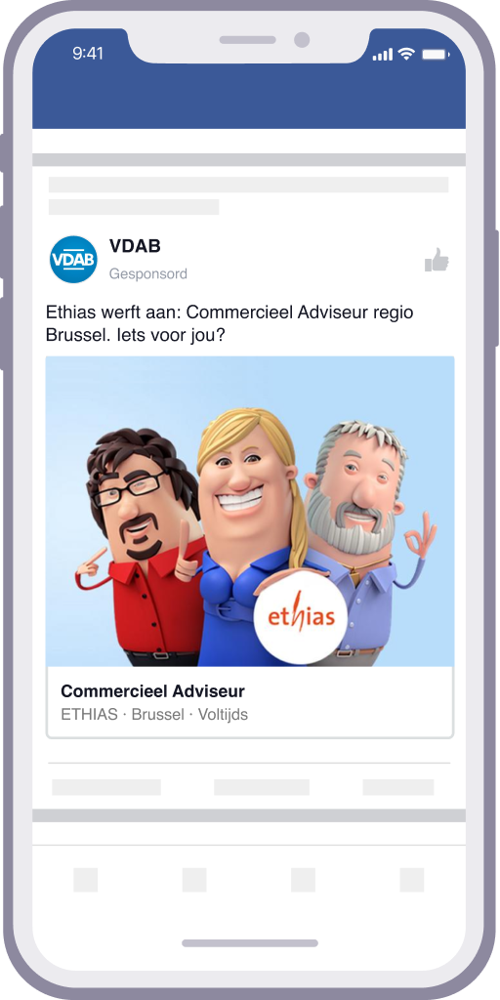 9:41
VDAB
VDAB
Gesponsord
Ethias werft aan: Commercieel Adviseur regio
Brussel. Iets voor jou?
ethias
Commercieel Adviseur
ETHIAS · Brussel · Voltijds